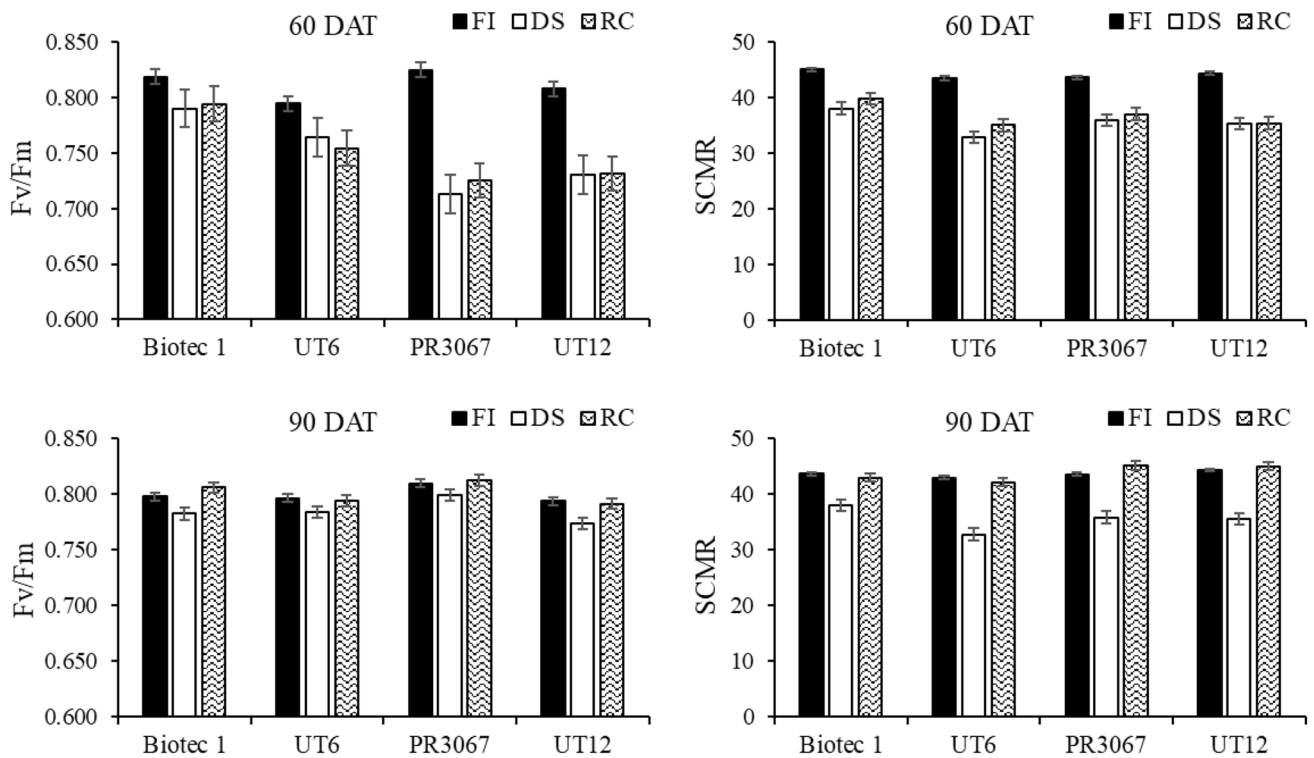 60 DAT
FI DS RC
0.850
0.800
0.750
0.700
0.650
0.600
Fv/Fm
Biotec 1 UT6 PR3067 UT12
60 DAT
FI DS RC
50
40
30
20
10
0
SCMR
Biotec 1 UT6 PR3067 UT12
90 DAT
FI DS RC
0.850
0.800
0.750
0.700
0.650
0.600
Fv/Fm
Biotec 1 UT6 PR3067 UT12
90 DAT
FI DS RC
50
40
30
20
10
0
SCMR
Biotec 1 UT6 PR3067 UT12